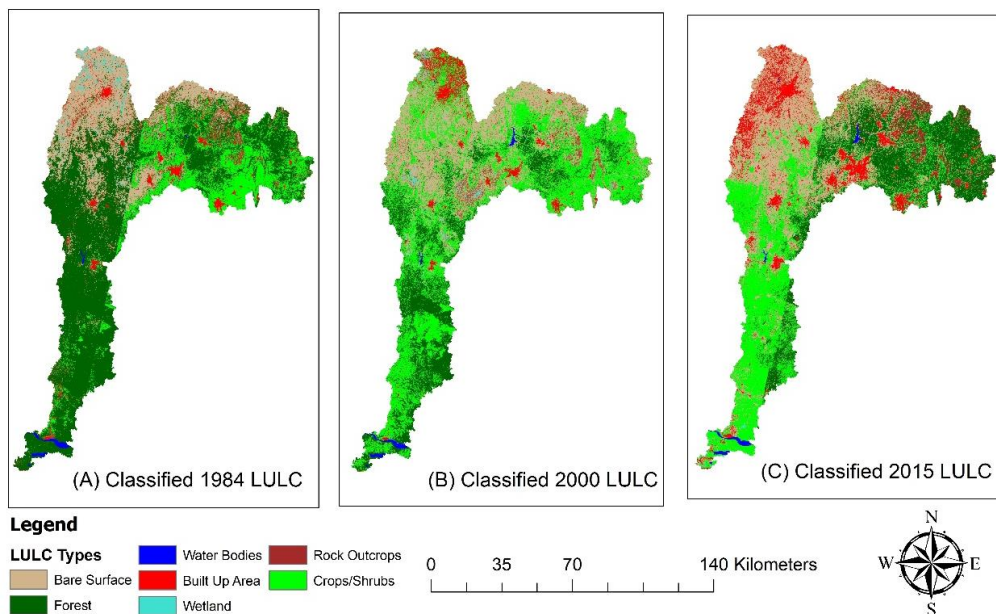 (A) Classified 1984 LULC
(B) Classified 2000 LULC
(C) Classified 2015 LULC
Legend
LULC Types
Bare Surface
Forest
Water Bodies
Built Up Area
Wetland
Rock Outcrops
Crops/Shrubs
0 35 70 140 Kilometers
N
W E
S